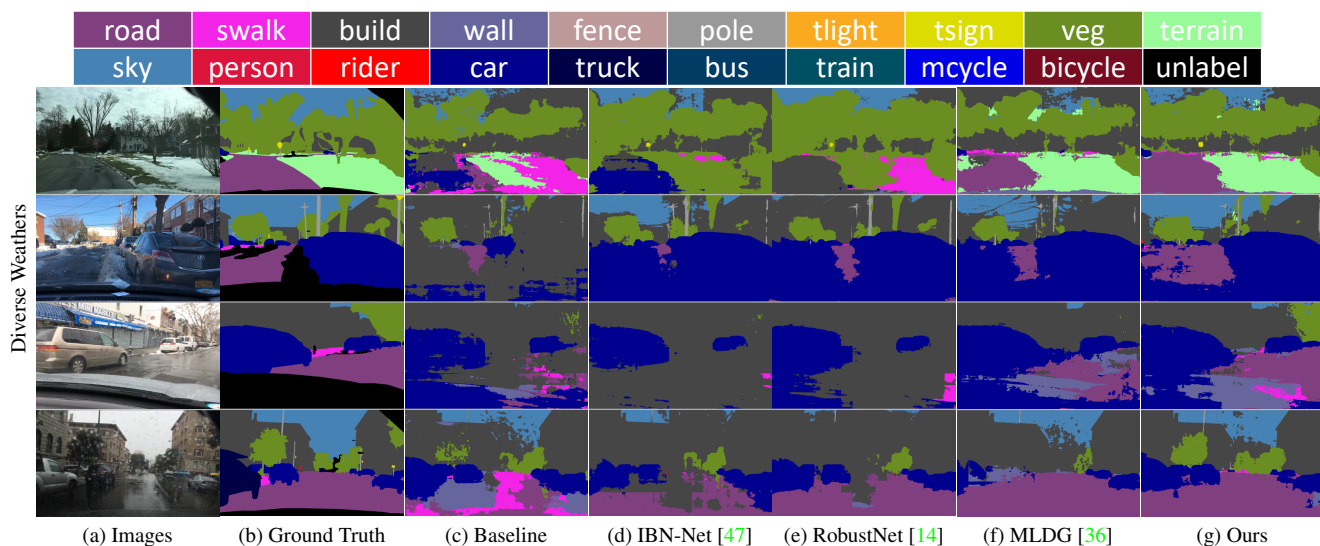 road swalk build wall fence pole tlight tsign veg terrain
sky person rider car truck bus train mcycle bicycle unlabel
Diverse Weathers
(a) Images (b) Ground Truth (c) Baseline (d) IBN-Net [47] (e) RobustNet [14] (f) MLDG [36] (g) Ours